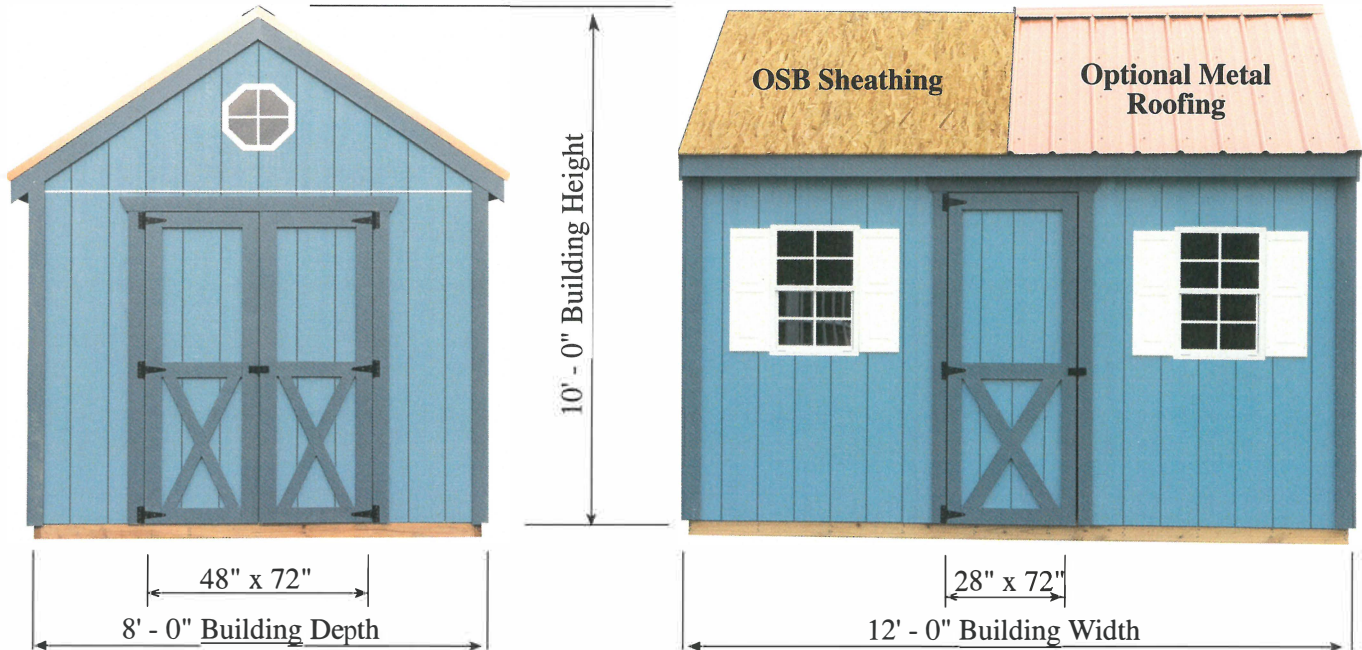 OSB Sheathing
Optional Metal
Roofing
10' - 0" Building Height
48" x 72"
8' - 0" Building Depth
28" x 72"
12' - 0" Building Width